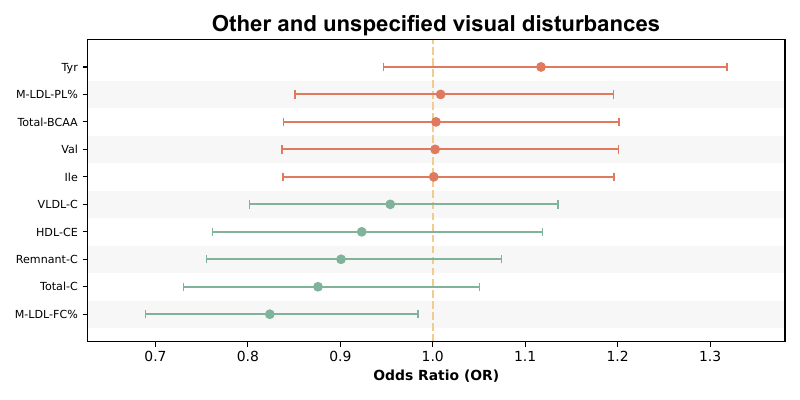 Other and unspecified visual disturbances
Tyr
M-LDL-PL%
Total-BCAA
Val
Ile
VLDL-C
HDL-CE
Remnant-C
Total-C
M-LDL-FC%
0.7 0.8 0.9 1.0 1.1 1.2 1.3
Odds Ratio (OR)